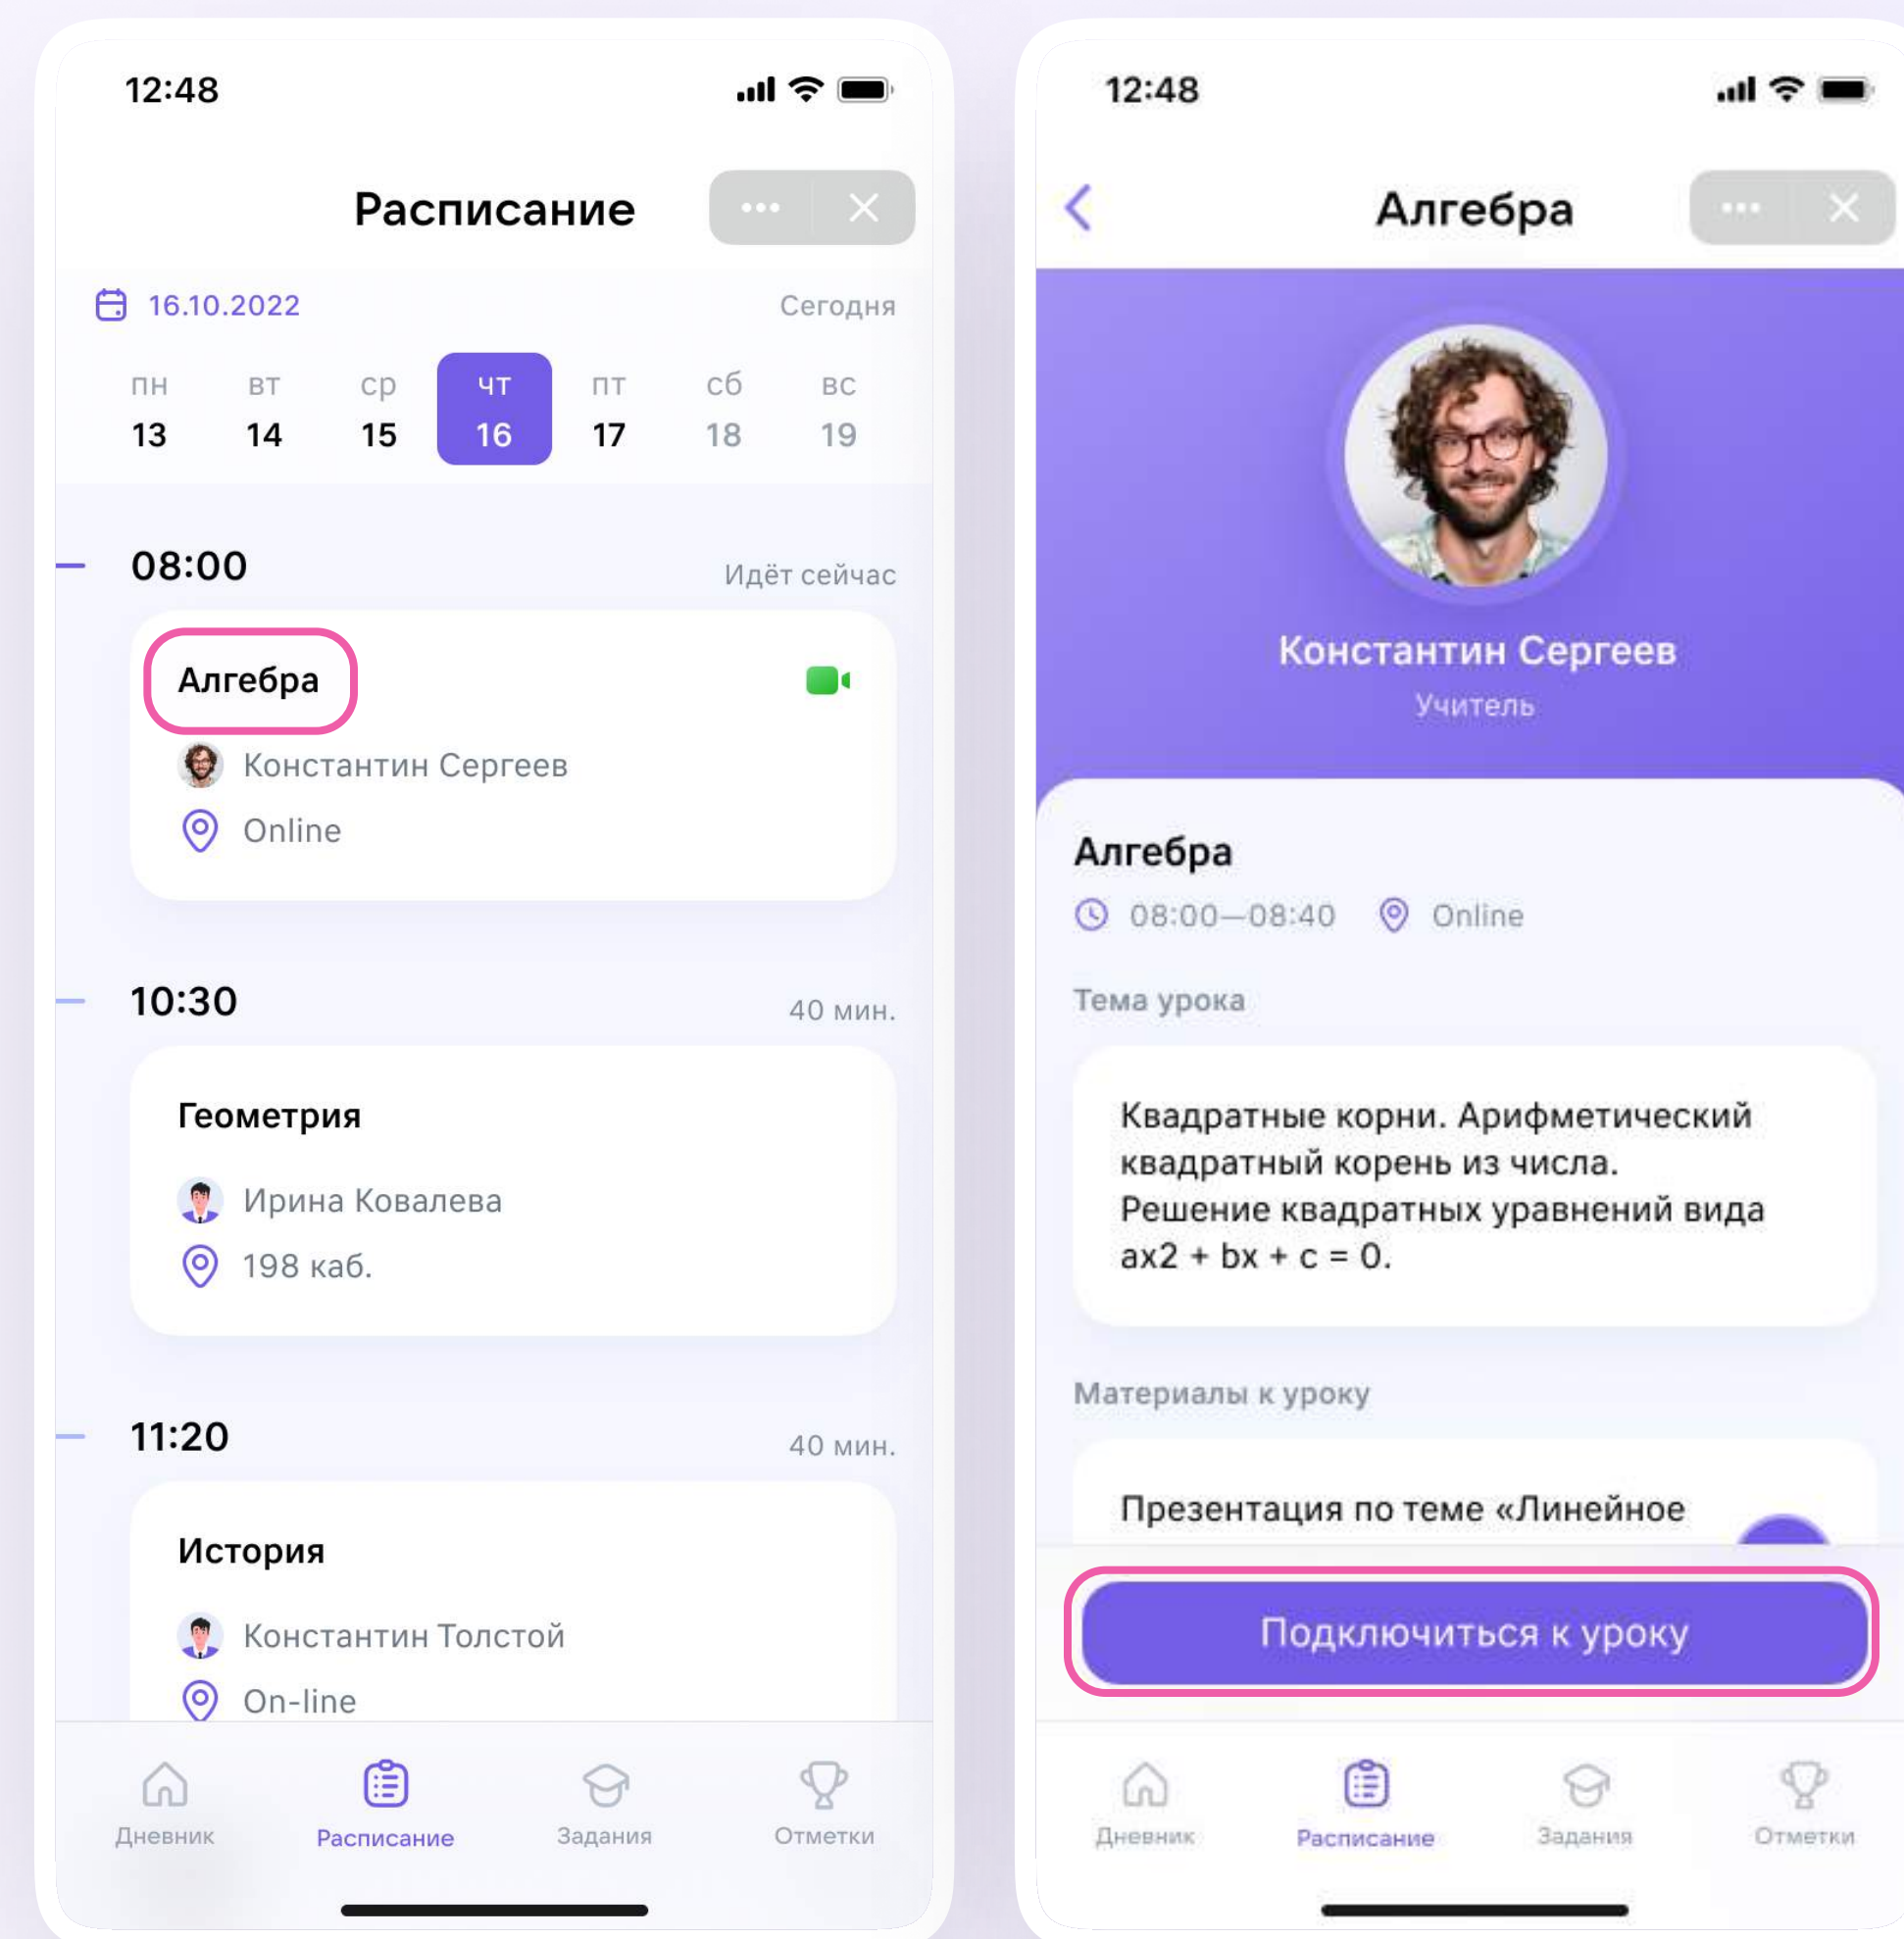 12:48
Расписание
16.10.2022
Сегодня
пн вт ср чт пт сб вс
13 14 15 16 17 18 19
08:00
Идёт сейчас
Алгебра
Константин Сергеев
Online
10:30
40 мин.
Геометрия
Ирина Ковалева
198 каб.
11:20
40 мин.
История
Константин Толстой
On-line
Дневник Расписание Задания Отметки
12:48
Алгебра
Константин Сергеев
Учитель
Алгебра
08:00—08:40 Online
Тема урока
Квадратные корни. Арифметический
квадратный корень из числа.
Решение квадратных уравнений вида
ax2 + bx + c = 0.
Материалы к уроку
Презентация по теме «Линейное
Подключиться к уроку
Дневник Расписание Задания Отметки